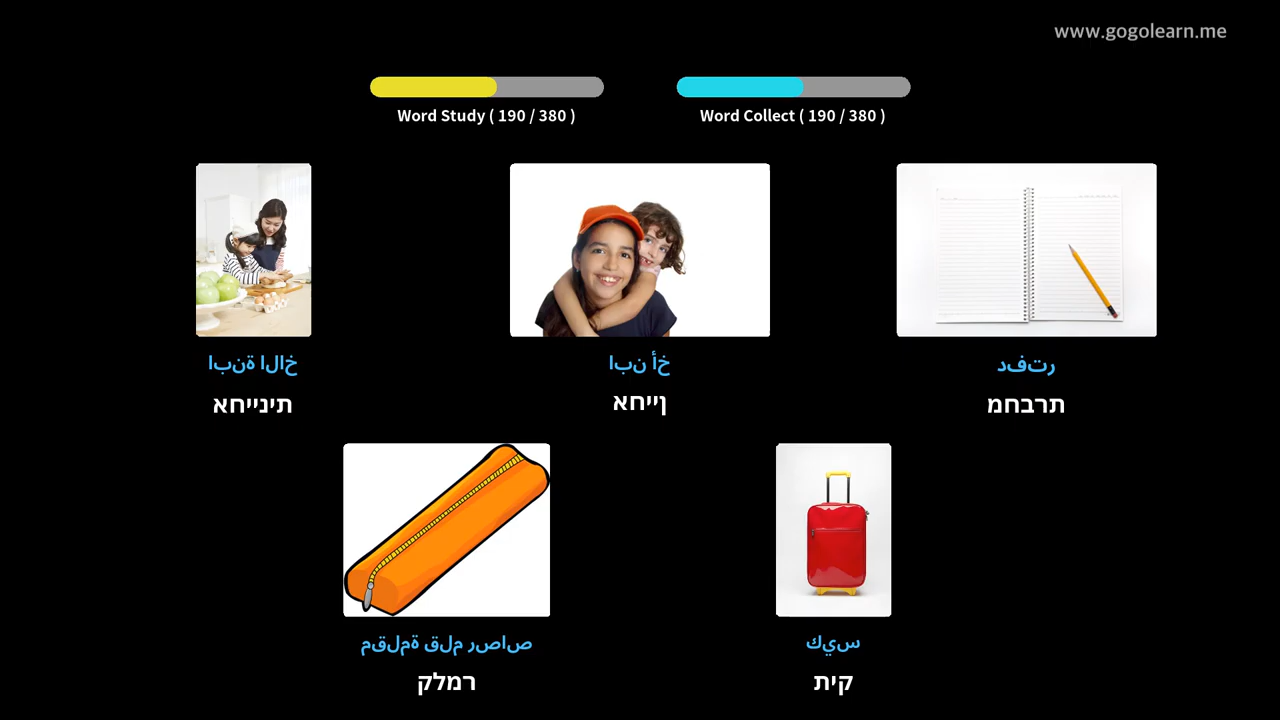 www.gogolearn.me
Word Study ( 190 / 380 )
Word Collect ( 190 / 380 )
خالا ةنبا
תינייחא
خأ نبا
ןייחא
رتفد
תרבחמ
صاصر ملق ةملقم
רמלק
سيك
קית